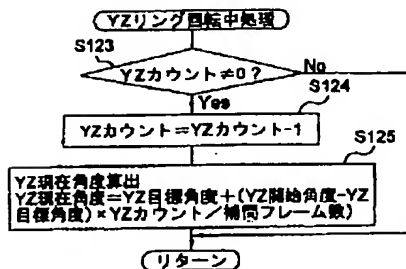 YZリング回転中処理
S123
YZカウント≠0?
No
Yes
S124
YZカウント=YZカウント-1
S125
YZ現在角度算出
YZ現在角度=YZ目標角度+(YZ開始角度-YZ
目標角度)×YZカウント/補間フレーム数)
リターン